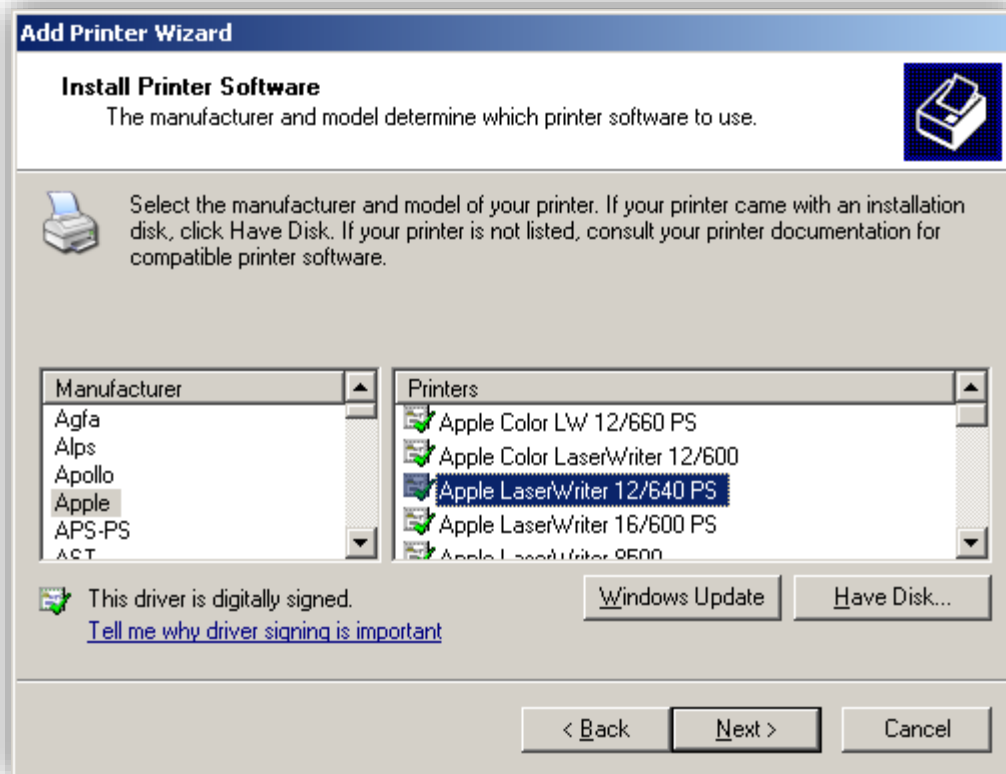 Add Printer Wizard
Install Printer Software
The manufacturer and model determine which printer software to use.
Select the manufacturer and model of your printer. If your printer came with an installation
disk, click Have Disk. If your printer is not listed, consult your printer documentation for
compatible printer software.
Manufacturer
Agfa
Alps
Apollo
Apple
APS-PS
AST
Printers
Apple Color LW 12/660 PS
Apple Color LaserWriter 12/600
Apple LaserWriter 12/640 PS
Apple LaserWriter 16/600 PS
Apple LaserWriter 8500
This driver is digitally signed.
Tell me why driver signing is important
Windows Update
Have Disk...
< Back
Next >
Cancel